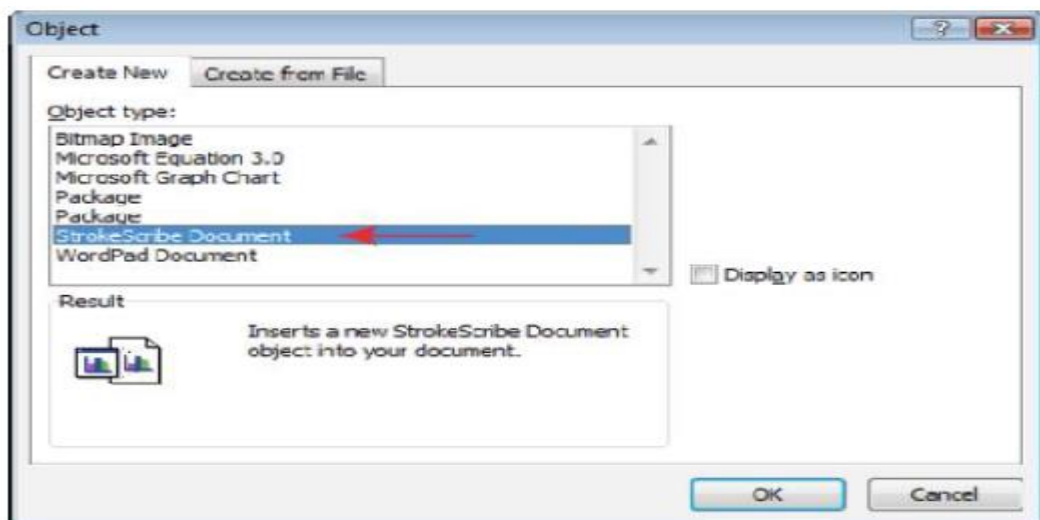 Object
Create New
Create from File
Object type:
Bitmap Image
Microsoft Equation 3.0
Microsoft Graph Chart
Package
Package
StrokeScribe Document
WordPad Document
Display as icon
Result
Inserts a new StrokeScribe Document
object into your document.
OK
Cancel